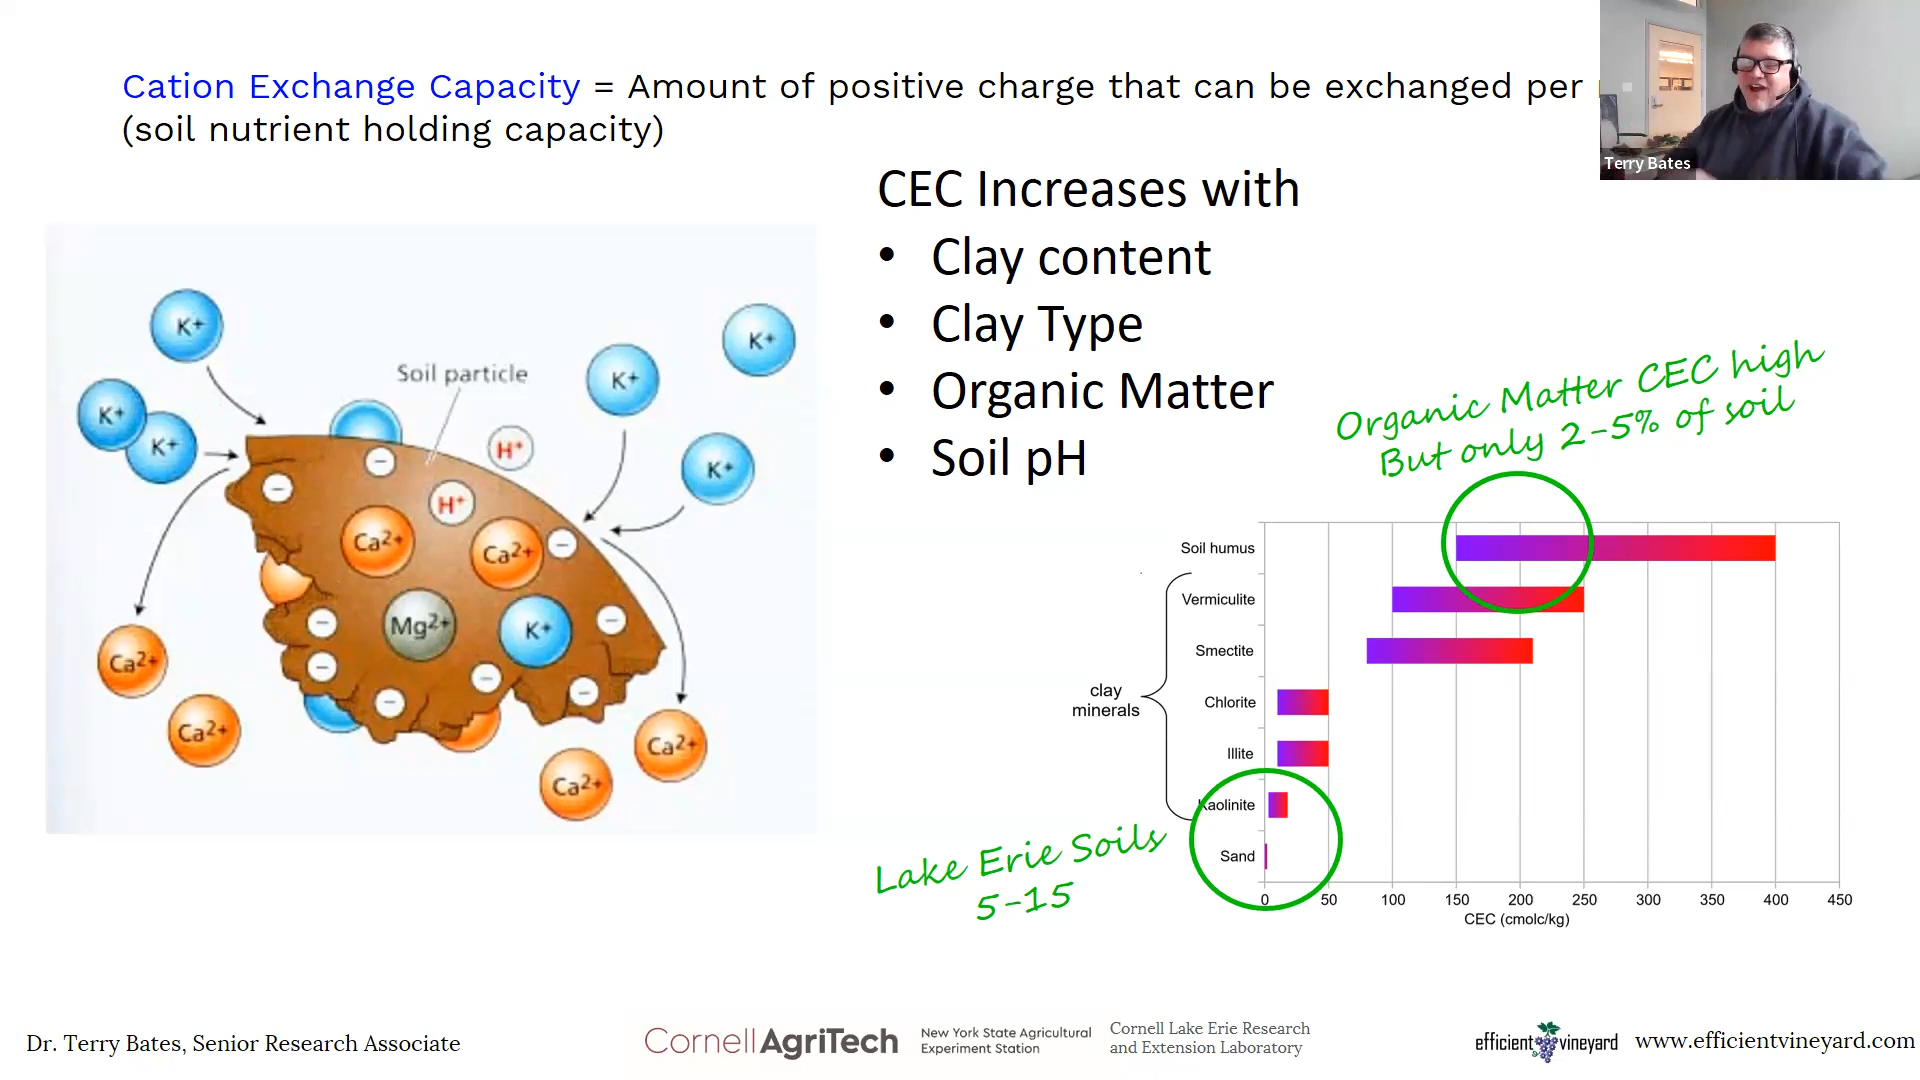 Cation Exchange Capacity = Amount of positive charge that can be exchanged per
(soil nutrient holding capacity)
Terry Bates
CEC Increases with
• Clay content
• Clay Type
• Organic Matter
• Soil pH
K+
K+
K+
K+
K+
K+
Soil particle
H+
H+
Ca2+
Ca2+
Mg2+
K+
Ca2+
Ca2+
Ca2+
Ca2+
Organic Matter CEC high
But only 2-5% of soil
Soil humus
Vermiculite
Smectite
Chlorite
Illite
Kaolinite
Sand
clay
minerals
0 50 100 150 200 250 300 350 400 450
CEC (cmolc/kg)
Lake Erie Soils
5-15
Dr. Terry Bates, Senior Research Associate
Cornell AgriTech
New York State Agricultural
Experiment Station
Cornell Lake Erie Research
and Extension Laboratory
efficient vineyard
www.efficientvineyard.com